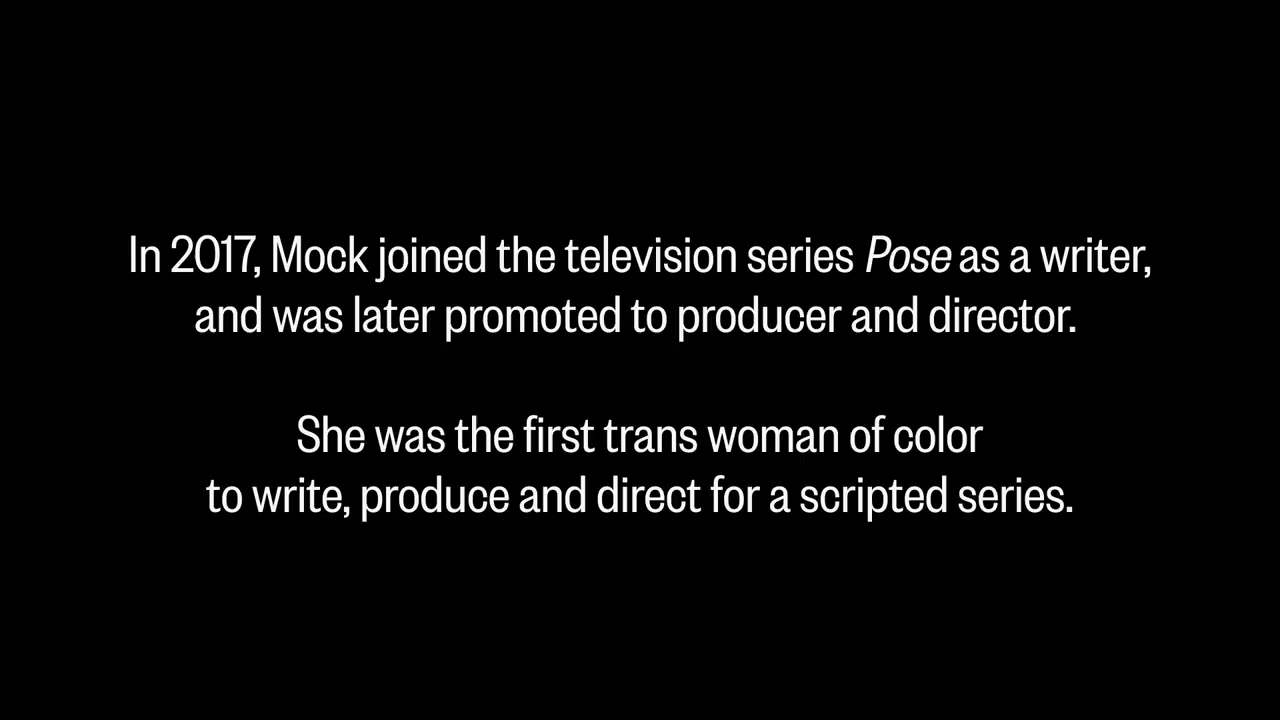 In 2017, Mock joined the television series Pose as a writer,
and was later promoted to producer and director.
She was the first trans woman of color
to write, produce and direct for a scripted series.